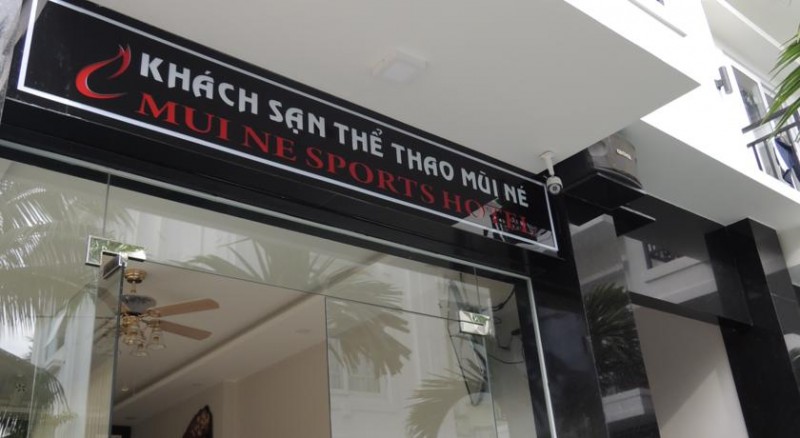 KHÁCH SẠN THỂ THAO MŨI NÉ
MUI NE SPORTS HOTEL